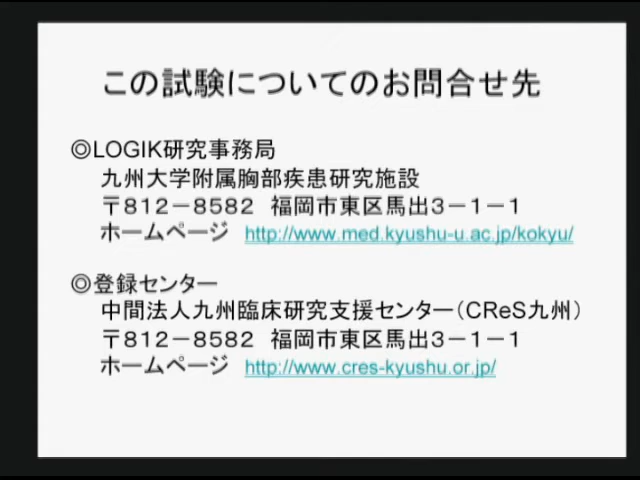 この試験についてのお問合せ先
◎LOGIK研究事務局
九州大学附属胸部疾患研究施設
〒812－8582　福岡市東区馬出3－1－1
ホームページ　http://www.med.kyushu-u.ac.jp/kokyu/
◎登録センター
中間法人九州臨床研究支援センター（CReS九州）
〒812－8582　福岡市東区馬出3－1－1
ホームページ　http://www.cres-kyushu.or.jp/